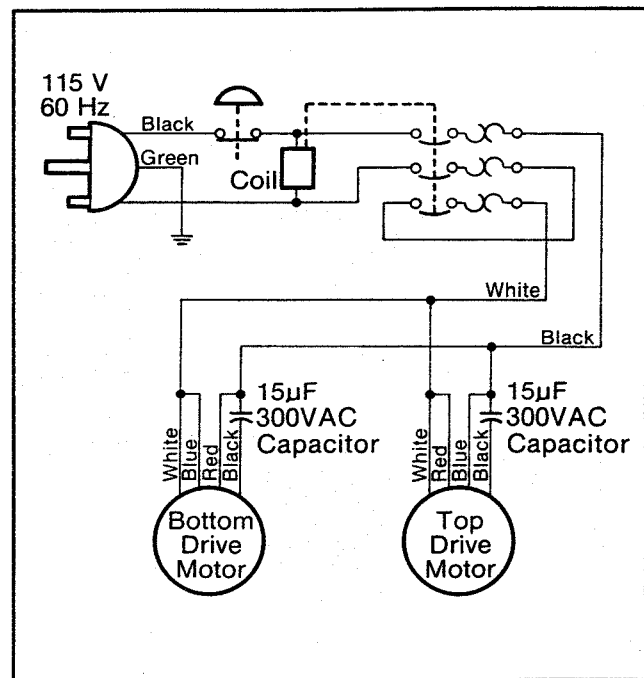 115 V
60 Hz
Black
Green
Coil
White
Black
15µF
300VAC
Capacitor
15µF
300VAC
Capacitor
White
Blue
Red
Black
White
Red
Blue
Black
Bottom
Drive
Motor
Top
Drive
Motor